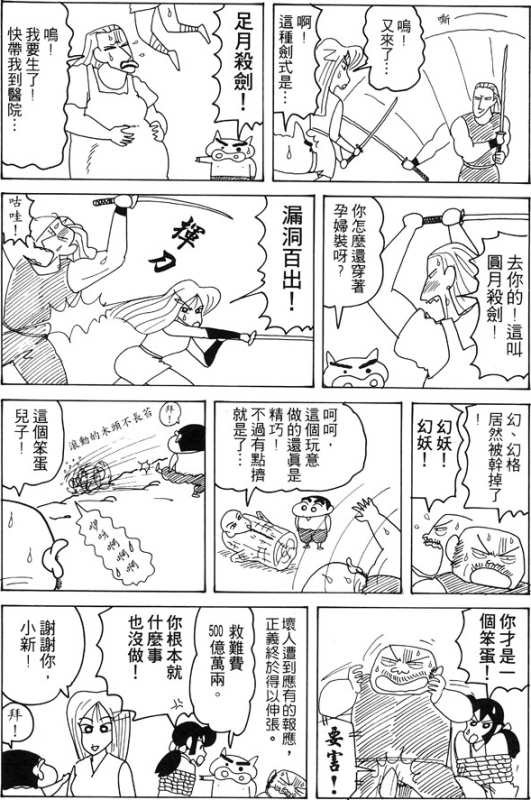 嘶
嗚！
又來了…
啊！
這種劍式是…
足月殺劍！
嗚！
我要生了！
快帶我到醫院…
去你的！這叫
圓月殺劍！
你怎麼還穿著
孕婦裝呀？
漏洞百出！
揮刀
咕哇！
幻、幻格
居然被幹掉了
！
幻妖！
幻妖！
呵呵，
這個玩意
做的還真是
精巧！
不過有點擠
就是了…
拜！
滾動的木頭不長苔
這個笨蛋
兒子！
你才是一
個笨蛋！
要害！
壞人遭到應有的報應，
正義終於得以伸張。
救難費
500億萬兩。
你根本就
什麼事
也沒做！
謝謝你，
小新！
拜！